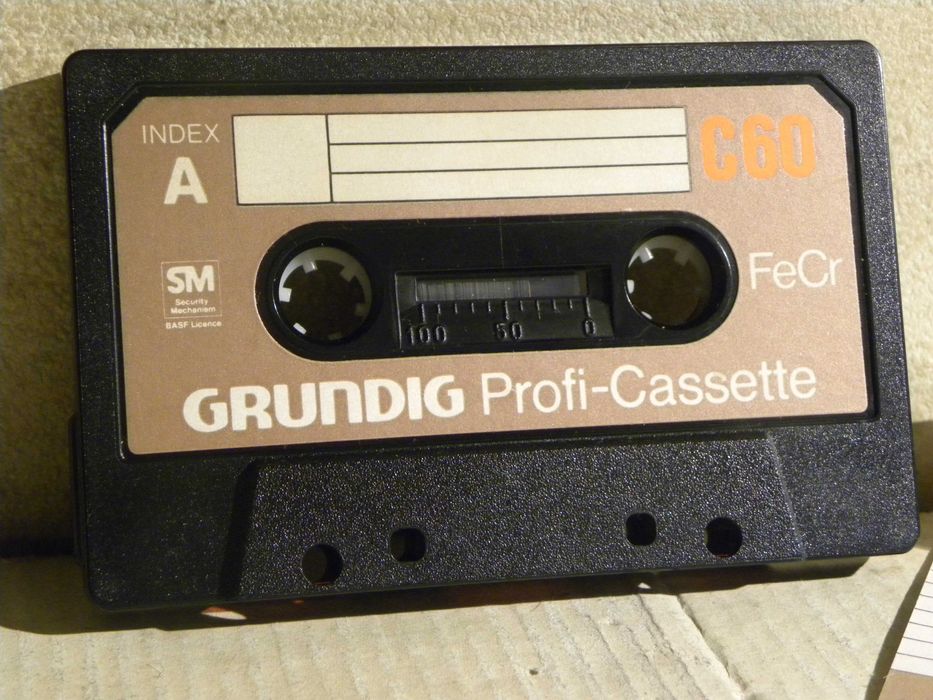 INDEX
A
C60
SM
Security
Mechanism
BASF Licence
FeCr
100 50 0
GRUNDIG Profi-Cassette